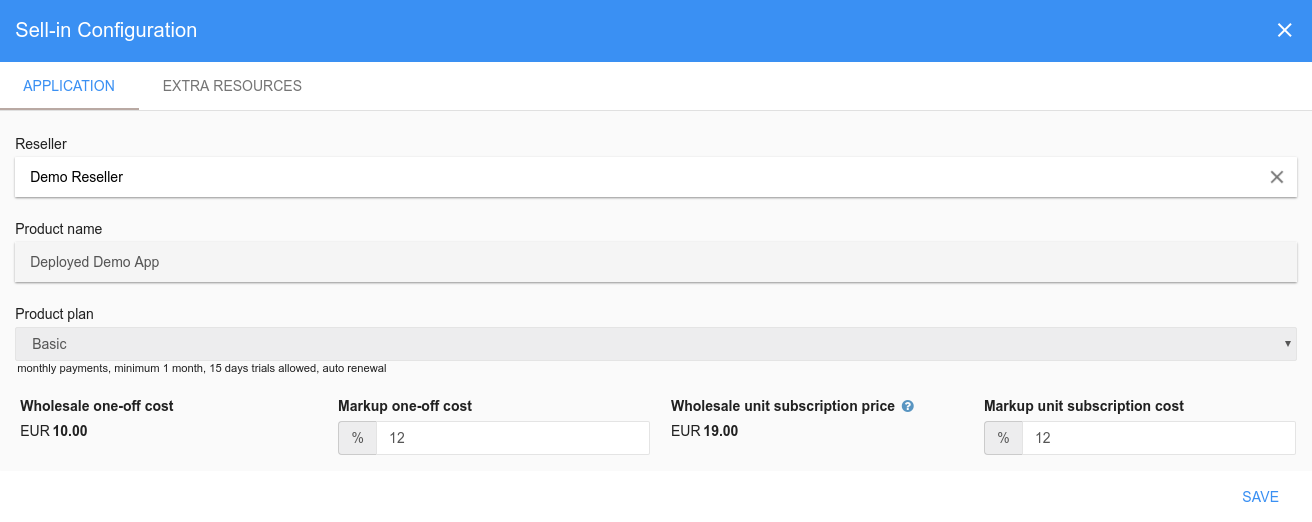 Sell-in Configuration
APPLICATION EXTRA RESOURCES
Reseller
Demo Reseller
Product name
Deployed Demo App
Product plan
Basic
monthly payments, minimum 1 month, 15 days trials allowed, auto renewal
Wholesale one-off cost Markup one-off cost Wholesale unit subscription price ? Markup unit subscription cost
EUR 10.00 % 12 EUR 19.00 % 12
SAVE